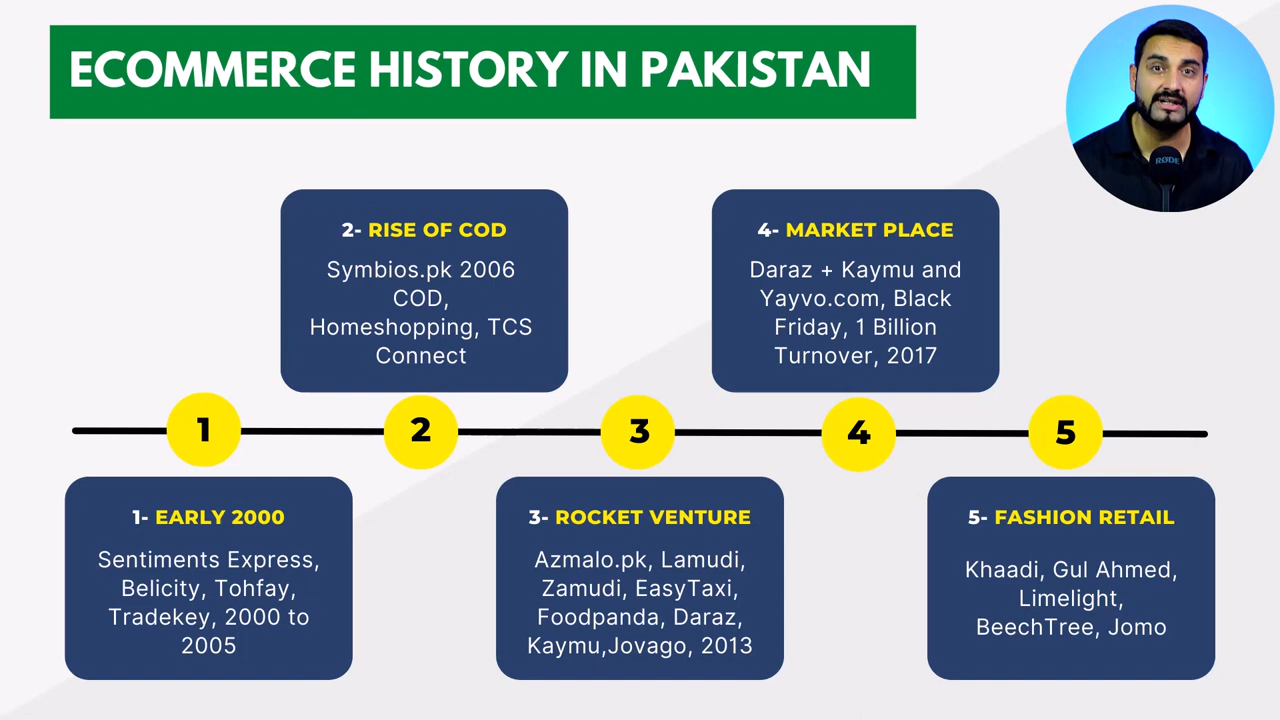 ECOMMERCE HISTORY IN PAKISTAN
RØDE
2- RISE OF COD
Symbios.pk 2006
COD,
Homeshopping, TCS
Connect
4- MARKET PLACE
Daraz + Kaymu and
Yayvo.com, Black
Friday, 1 Billion
Turnover, 2017
1
2
3
4
5
1- EARLY 2000
Sentiments Express,
Belicity, Tohfay,
Tradekey, 2000 to
2005
3- ROCKET VENTURE
Azmalo.pk, Lamudi,
Zamudi, EasyTaxi,
Foodpanda, Daraz,
Kaymu,Jovago, 2013
5- FASHION RETAIL
Khaadi, Gul Ahmed,
Limelight,
BeechTree, Jomo